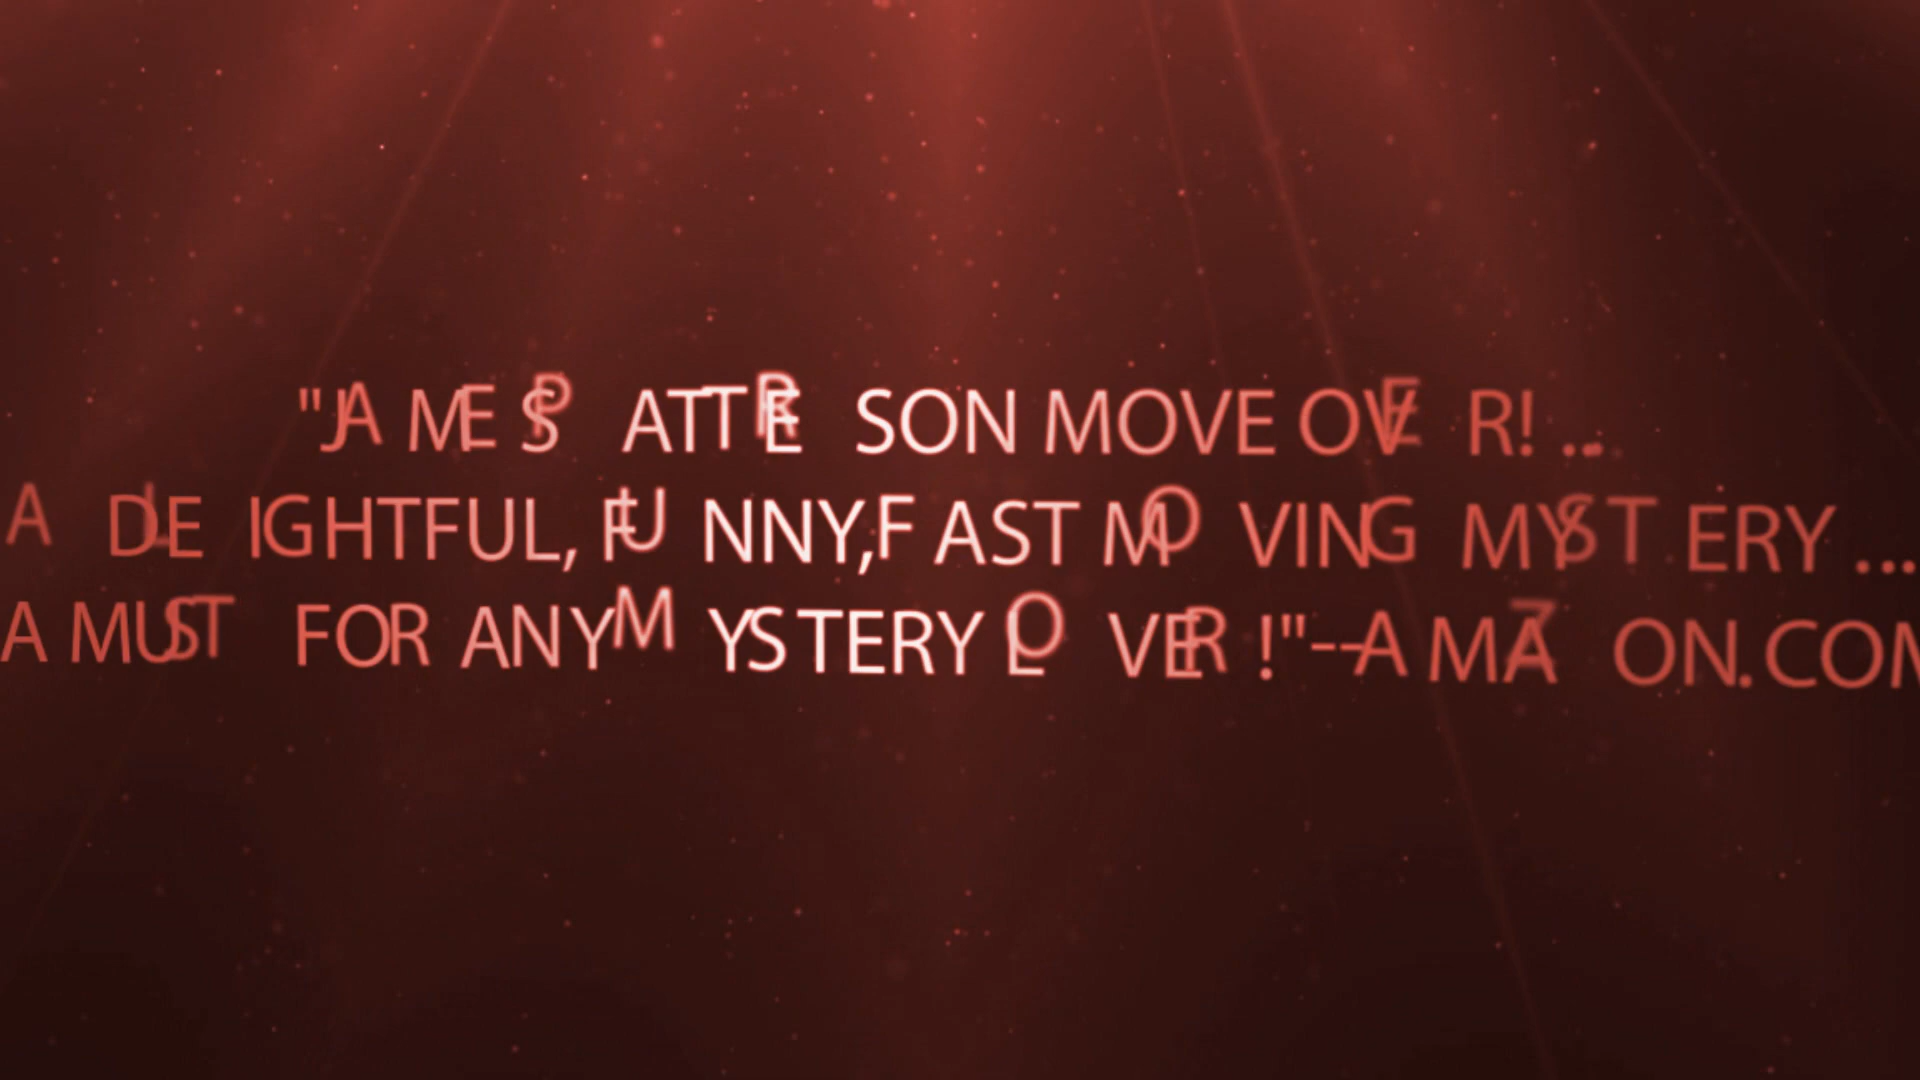 "JAMES PATTERSON MOVE OVER! ...
A DELIGHTFUL, FUNNY,FAST MOVING MYSTERY ...
A MUST FOR ANY MYSTERY LOVER!"--AMAZON.COM